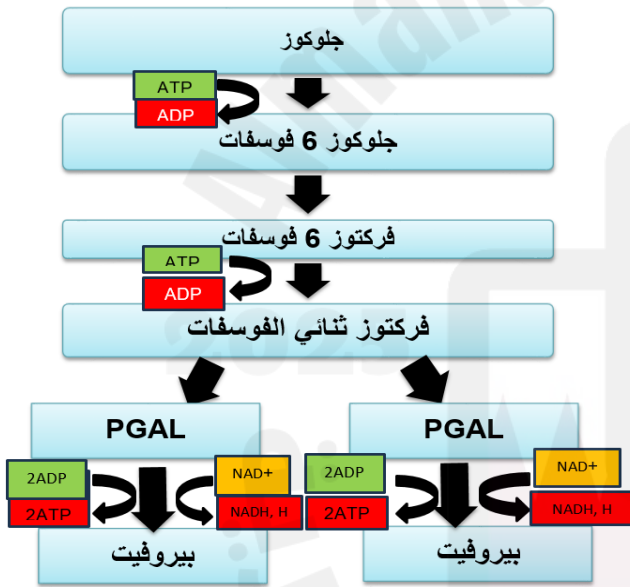 جلوكوز
ATP
ADP
جلوكوز 6 فوسفات
فركتوز 6 فوسفات
ATP
ADP
فركتوز ثنائي الفوسفات
PGAL
PGAL
2ADP
NAD+
2ADP
NAD+
2ATP
NADH, H
2ATP
NADH, H
بيروفيت
بيروفيت